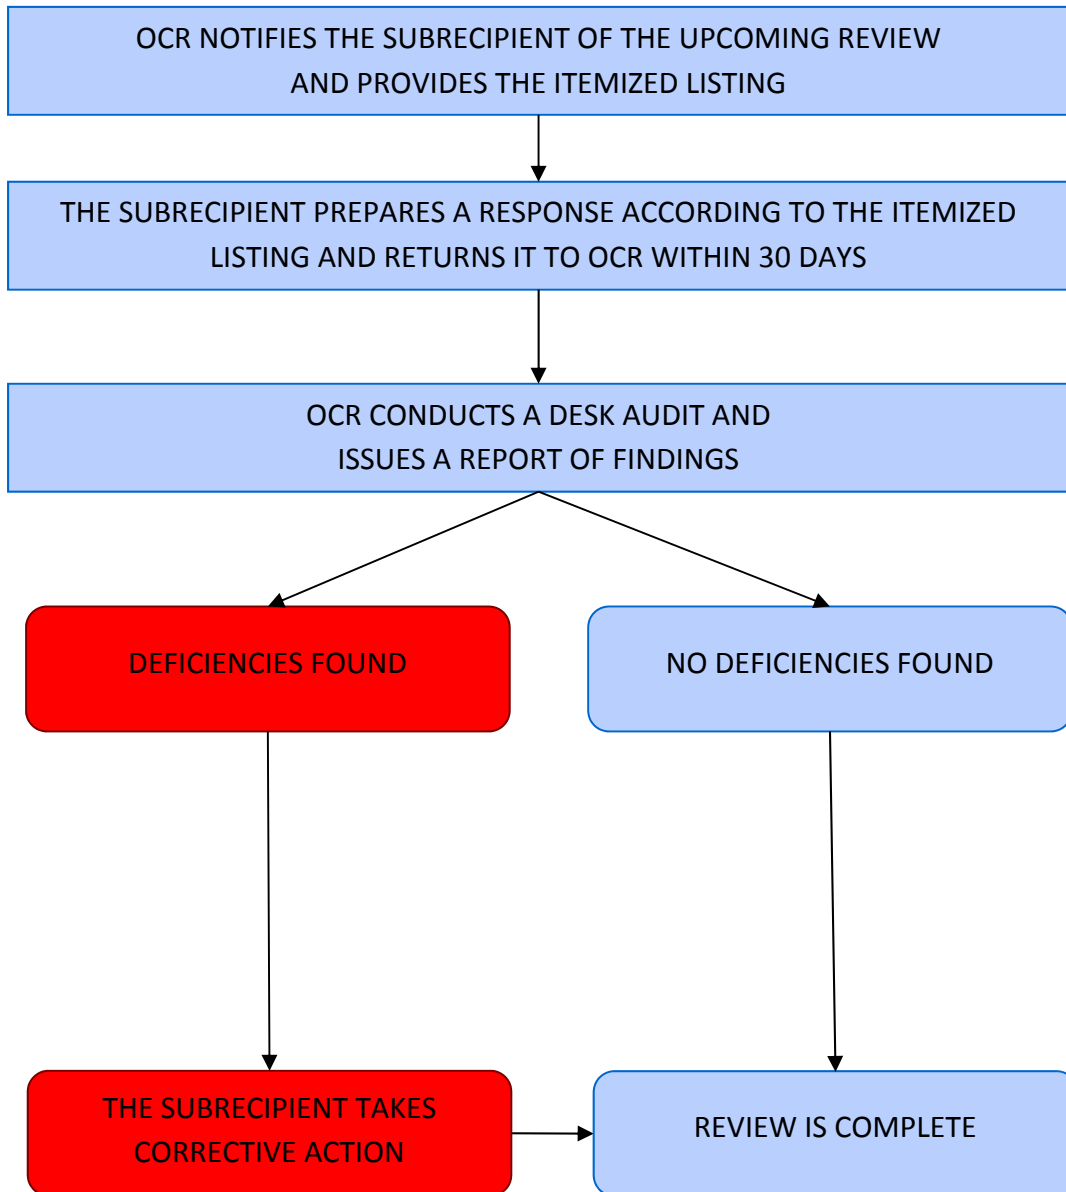 OCR NOTIFIES THE SUBRECIPIENT OF THE UPCOMING REVIEW
AND PROVIDES THE ITEMIZED LISTING
THE SUBRECIPIENT PREPARES A RESPONSE ACCORDING TO THE ITEMIZED
LISTING AND RETURNS IT TO OCR WITHIN 30 DAYS
OCR CONDUCTS A DESK AUDIT AND
ISSUES A REPORT OF FINDINGS
DEFICIENCIES FOUND
NO DEFICIENCIES FOUND
THE SUBRECIPIENT TAKES
CORRECTIVE ACTION
REVIEW IS COMPLETE